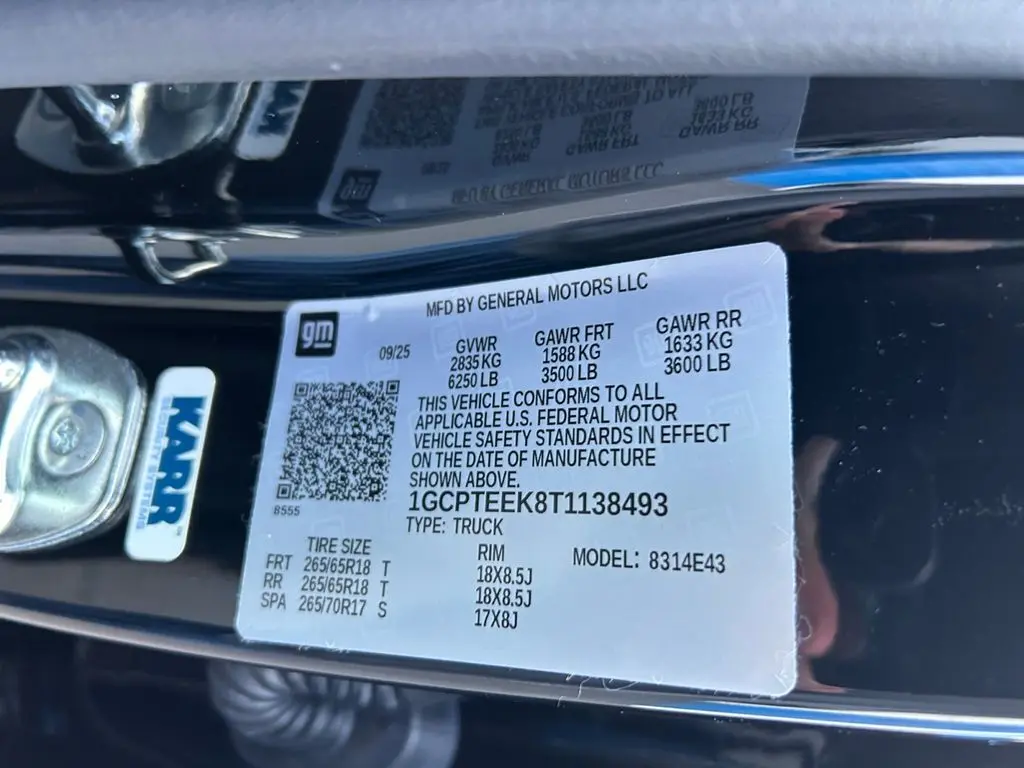 MFD BY GENERAL MOTORS LLC
gm
09/25
GVWR GAWR FRT GAWR RR
2835 KG 1588 KG 1633 KG
6250 LB 3500 LB 3600 LB
THIS VEHICLE CONFORMS TO ALL
APPLICABLE U.S. FEDERAL MOTOR
VEHICLE SAFETY STANDARDS IN EFFECT
ON THE DATE OF MANUFACTURE
SHOWN ABOVE.
8555
1GCPTEEK8T1138493
TYPE: TRUCK
TIRE SIZE RIM MODEL: 8314E43
FRT 265/65R18 T 18X8.5J
RR 265/65R18 T 18X8.5J
SPA 265/70R17 S 17X8J
KARR
SECURITY SYSTEMS